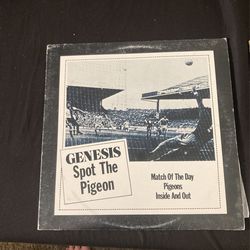 GENESIS
Spot The
Pigeon
Match Of The Day
Pigeons
Inside And Out